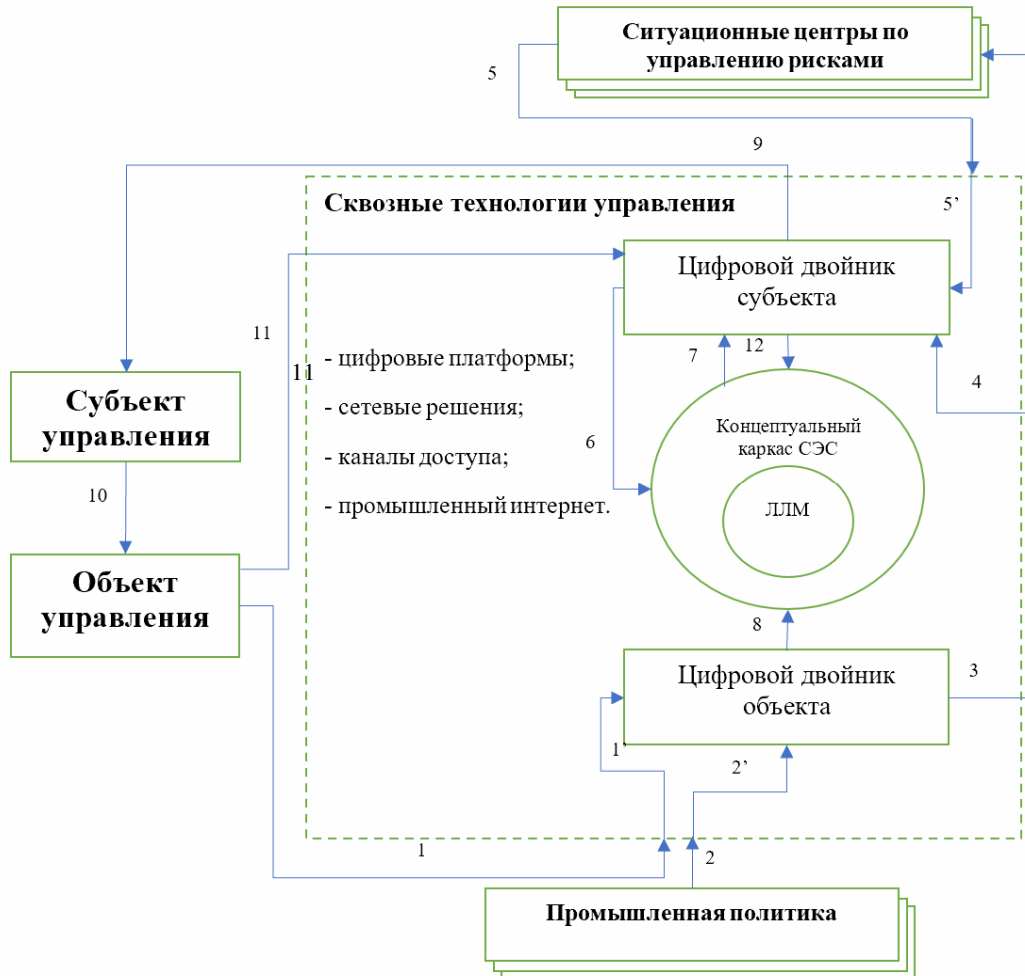 Ситуационные центры по
управлению рисками
5
9
Сквозные технологии управления
5’
Цифровой двойник
субъекта
11
11
- цифровые платформы;
- сетевые решения;
- каналы доступа;
- промышленный интернет.
7
12
4
Субъект
управления
6
Концептуальный
каркас СЭС
ЛЛМ
10
Объект
управления
8
Цифровой двойник
объекта
3
1’
2’
1
2
Промышленная политика